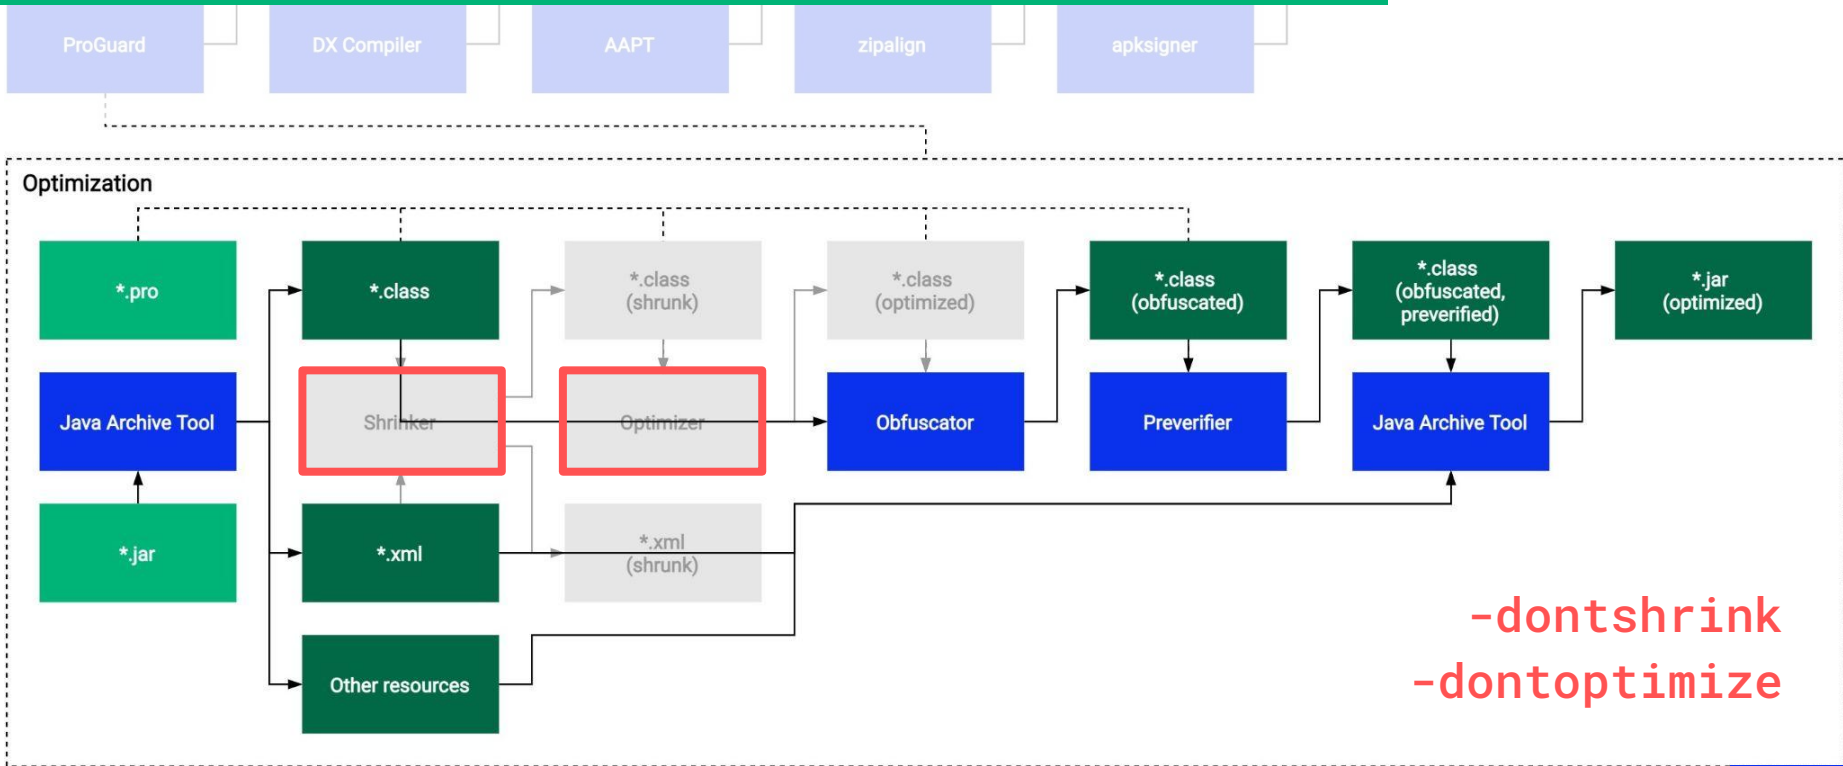 ProGuard
DX Compiler
AAPT
zipalign
apksigner
Optimization
*.pro
*.class
*.class
(shrunk)
*.class
(optimized)
*.class
(obfuscated)
*.class
(obfuscated,
preverified)
*.jar
(optimized)
Java Archive Tool
Shrinker
Optimizer
Obfuscator
Preverifier
Java Archive Tool
*.jar
*.xml
*.xml
(shrunk)
Other resources
-dontshrink
-dontoptimize